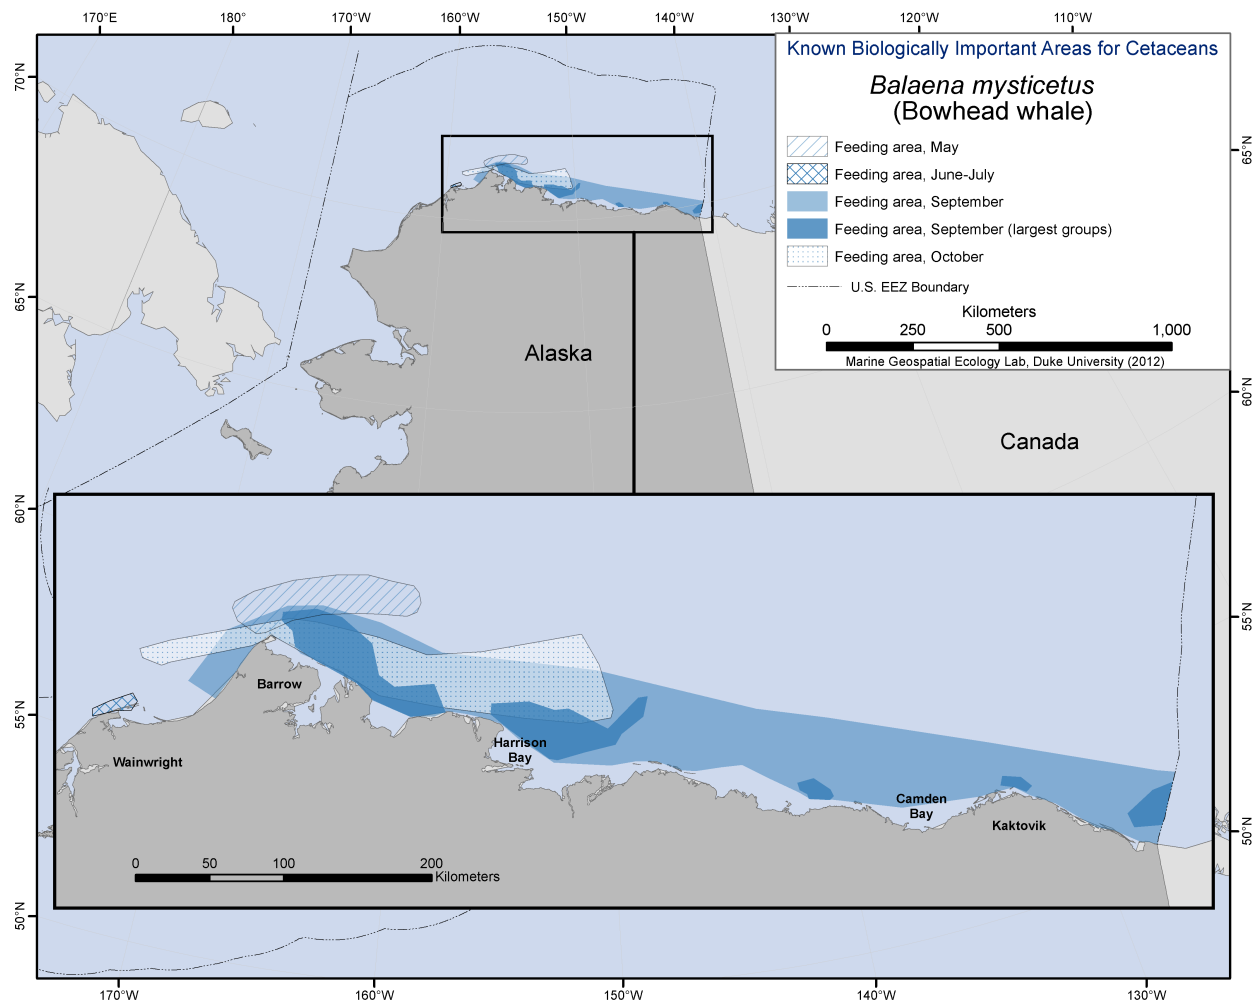 170°E 180° 170°W 160°W 150°W 140°W 130°W 120°W 110°W
Known Biologically Important Areas for Cetaceans
Balaena mysticetus
(Bowhead whale)
Feeding area, May
Feeding area, June-July
Feeding area, September
Feeding area, September (largest groups)
Feeding area, October
U.S. EEZ Boundary
Kilometers
0 250 500 1,000
Marine Geospatial Ecology Lab, Duke University (2012)
70°N
65°N
60°N
55°N
50°N
65°N
60°N
55°N
50°N
Alaska
Canada
Barrow
Wainwright
Harrison
Bay
Camden
Bay
Kaktovik
0 50 100 200
Kilometers
170°W 160°W 150°W 140°W 130°W